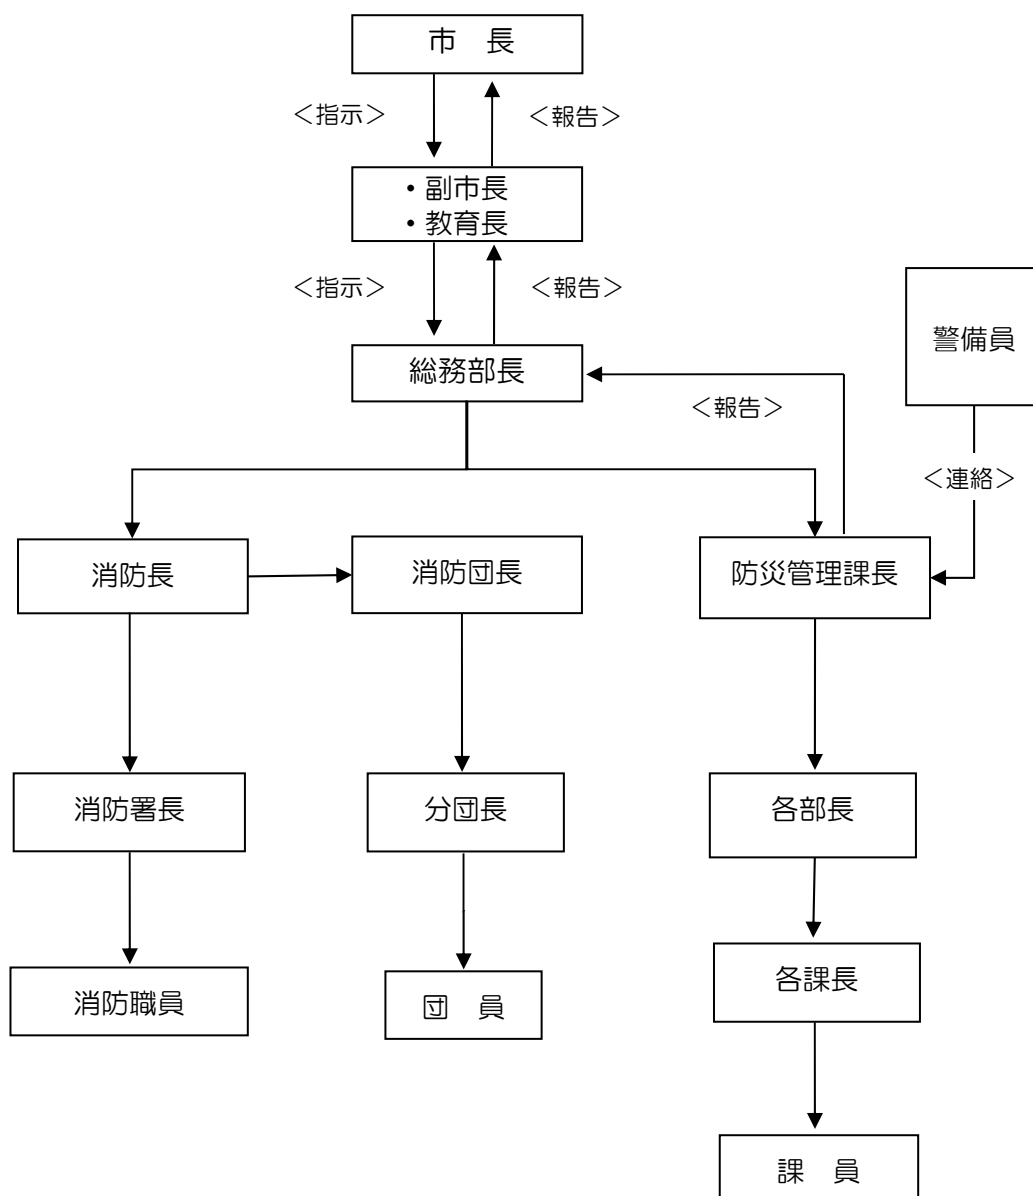 市　長
＜指示＞
＜報告＞
・副市長
・教育長
＜指示＞
＜報告＞
警備員
総務部長
＜報告＞
＜連絡＞
消防長
消防団長
防災管理課長
消防署長
分団長
各部長
各課長
消防職員
団　員
課　員